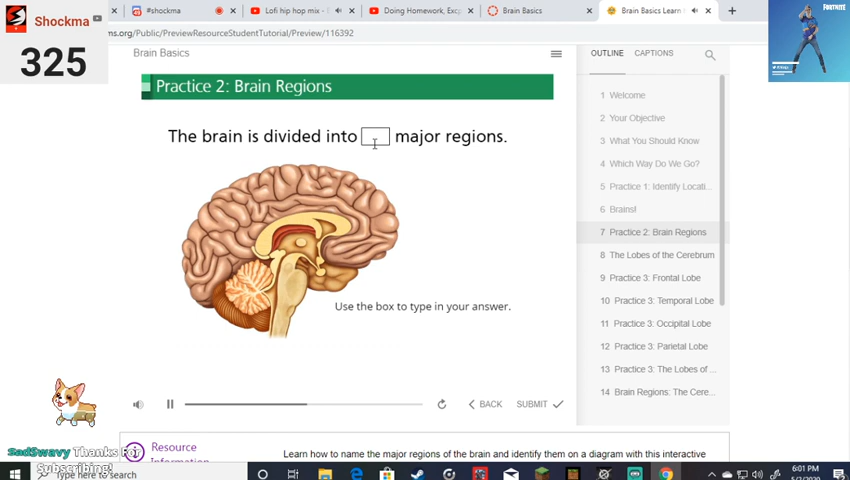 Shockma
325
#shockma
Lofi hip hop mix -
Doing Homework, Exc
Brain Basics
Brain Basics Learn
ms.org/Public/PreviewResourceStudentTutorial/Preview/116392
FORTNITE
Brain Basics
OUTLINE
CAPTIONS
Practice 2: Brain Regions
The brain is divided into
major regions.
Use the box to type in your answer.
1 Welcome
2 Your Objective
3 What You Should Know
4 Which Way Do We Go?
5 Practice 1: Identify Locati...
6 Brains!
7 Practice 2: Brain Regions
8 The Lobes of the Cerebrum
9 Practice 3: Frontal Lobe
10 Practice 3: Temporal Lobe
11 Practice 3: Occipital Lobe
12 Practice 3: Parietal Lobe
13 Practice 3: The Lobes of ...
14 Brain Regions: The Cere...
BACK
SUBMIT
SadSwavy Thanks For
Subscribing!
Resource
Information
Learn how to name the major regions of the brain and identify them on a diagram with this interactive
Type here to search
6:01 PM